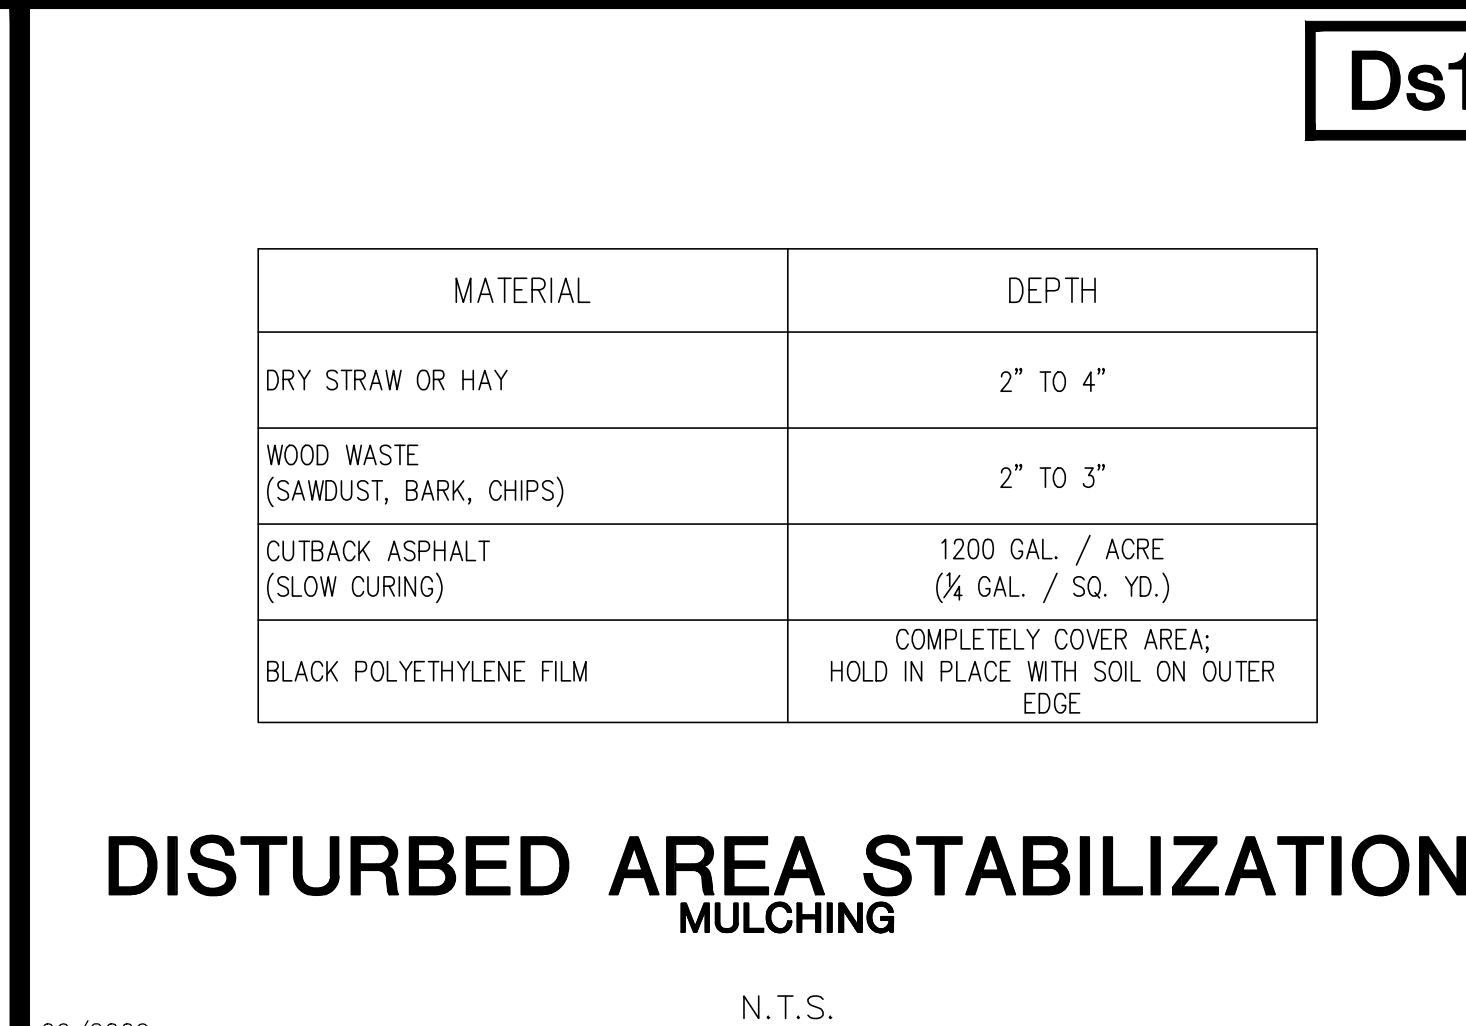 Ds1
MATERIAL DEPTH
DRY STRAW OR HAY 2” TO 4”
WOOD WASTE
(SAWDUST, BARK, CHIPS) 2” TO 3”
CUTBACK ASPHALT
(SLOW CURING)
1200 GAL. / ACRE
(¼ GAL. / SQ. YD.)
BLACK POLYETHYLENE FILM
COMPLETELY COVER AREA;
HOLD IN PLACE WITH SOIL ON OUTER
EDGE
DISTURBED AREA STABILIZATION
MULCHING
N.T.S.